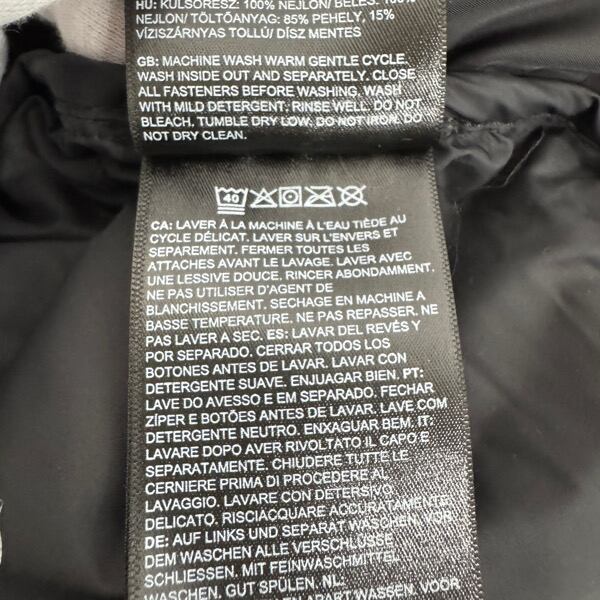 HU: KÜLSŐRÉSZ: 100% NEJLON/ BÉLÉS: 100%
NEJLON/ TÖLTŐANYAG: 85% PEHELY, 15%
VÍZISZÁRNYAS TOLLÚ/ DÍSZ MENTES
GB: MACHINE WASH WARM GENTLE CYCLE.
WASH INSIDE OUT AND SEPARATELY. CLOSE
ALL FASTENERS BEFORE WASHING. WASH
WITH MILD DETERGENT. RINSE WELL. DO NOT
BLEACH. TUMBLE DRY LOW. DO NOT IRON. DO
NOT DRY CLEAN.
40
CA: LAVER À LA MACHINE À L'EAU TIÈDE AU
CYCLE DÉLICAT. LAVER SUR L'ENVERS ET
SEPAREMENT. FERMER TOUTES LES
ATTACHES AVANT LE LAVAGE. LAVER AVEC
UNE LESSIVE DOUCE. RINCER ABONDAMMENT.
NE PAS UTILISER D'AGENT DE
BLANCHISSEMENT. SECHAGE EN MACHINE A
BASSE TEMPERATURE. NE PAS REPASSER. NE
PAS LAVER A SEC. ES: LAVAR DEL REVÉS Y
POR SEPARADO. CERRAR TODOS LOS
BOTONES ANTES DE LAVAR. LAVAR CON
DETERGENTE SUAVE. ENJUAGAR BIEN. PT:
LAVE DO AVESSO E EM SEPARADO. FECHAR
ZÍPER E BOTÕES ANTES DE LAVAR. LAVE COM
DETERGENTE NEUTRO. ENXAGUAR BEM. IT:
LAVARE DOPO AVER RIVOLTATO IL CAPO E
SEPARATAMENTE. CHIUDERE TUTTE LE
CERNIERE PRIMA DI PROCEDERE AL
LAVAGGIO. LAVARE CON DETERSIVO
DELICATO. RISCIACQUARE ACCURATAMENTE.
DE: AUF LINKS UND SEPARAT WASCHEN. VOR
DEM WASCHEN ALLE VERSCHLÜSSE
SCHLIESSEN. MIT FEINWASCHMITTEL
WASCHEN. GUT SPÜLEN. NL:
APART WASSEN. VOOR